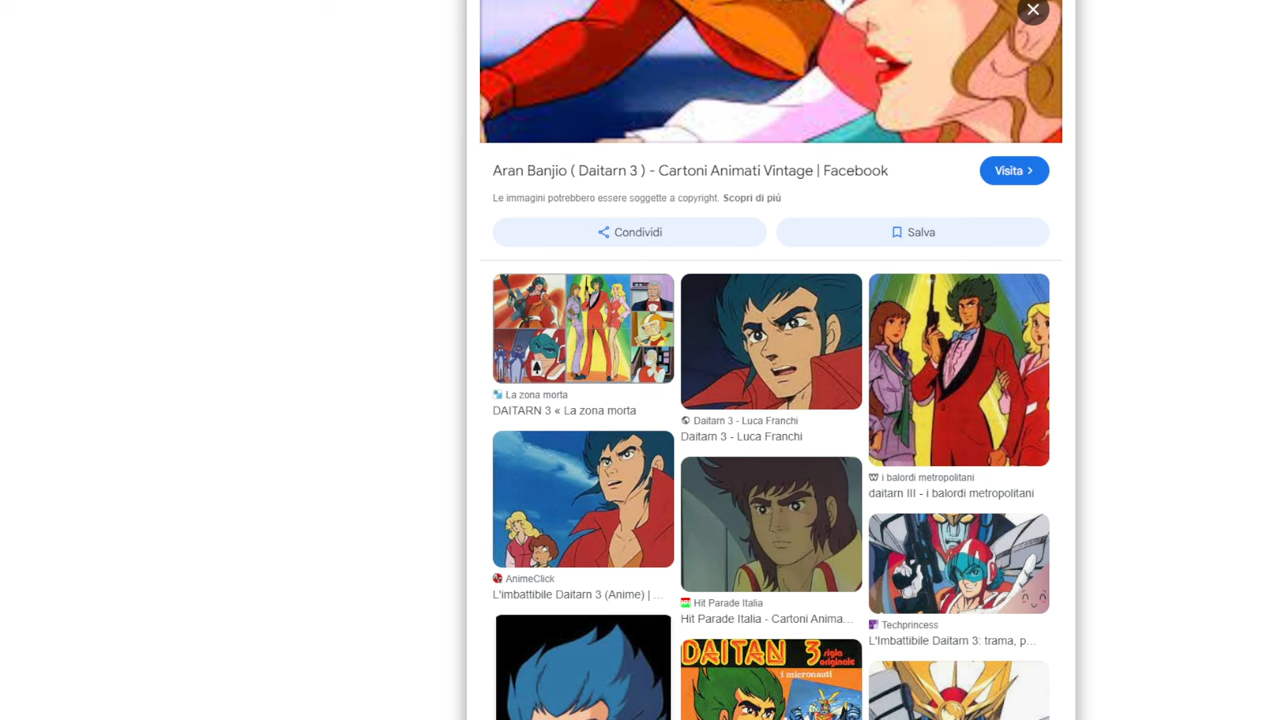 Aran Banjio ( Daitarn 3 ) - Cartoni Animati Vintage | Facebook
Visita
Le immagini potrebbero essere soggette a copyright. Scopri di più
Condividi
Salva
La zona morta
DAITARN 3 « La zona morta
Daitarn 3 - Luca Franchi
Daitarn 3 - Luca Franchi
i balordi metropolitani
daitarn III - i balordi metropolitani
AnimeClick
L'imbattibile Daitarn 3 (Anime) | ...
Hit Parade Italia
Hit Parade Italia - Cartoni Anima...
Techprincess
L'Imbattibile Daitarn 3: trama, p...
DAITAN 3 sigla
originale
i micronauti